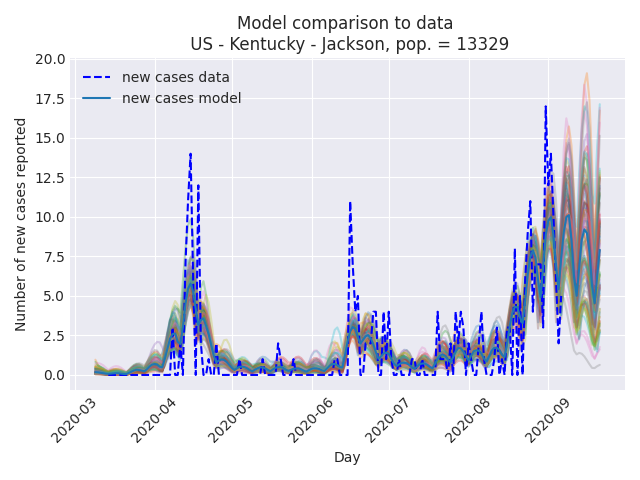 Model comparison to data
US - Kentucky - Jackson, pop. = 13329
20.0
17.5
15.0
12.5
10.0
7.5
5.0
2.5
0.0
Number of new cases reported
new cases data
new cases model
2020-03
2020-04
2020-05
2020-06
2020-07
2020-08
2020-09
Day